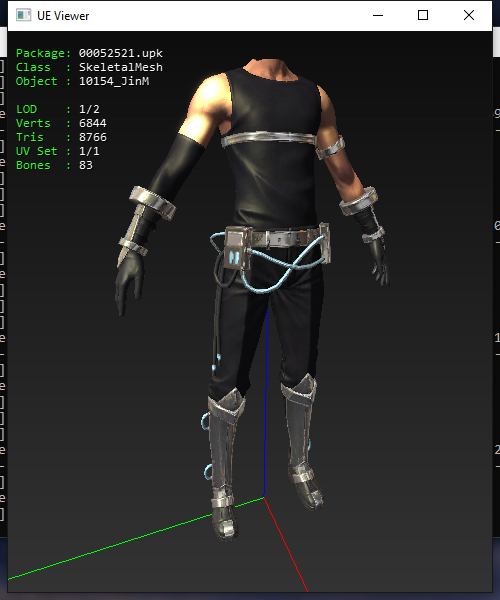 UE Viewer
Package: 00052521.upk
Class  : SkeletalMesh
Object : 10154_JinM
LOD    : 1/2
Verts  : 6844
Tris   : 8766
UV Set : 1/1
Bones  : 83